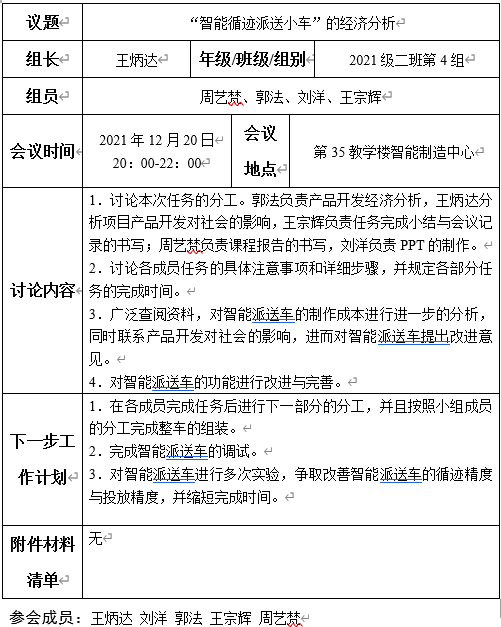 议题 “智能循迹派送小车”的经济分析
组长 王炳达 年级/班级/组别 2021级二班第4组
组员 周艺梵、郭法、刘洋、王宗辉
会议时间 2021年12月20日 20：00-22：00 会议地点 第35教学楼智能制造中心
讨论内容
1．讨论本次任务的分工。郭法负责产品开发经济分析，王炳达分
析项目产品开发对社会的影响，王宗辉负责任务完成小结与会议记
录的书写；周艺梵负责课程报告的书写，刘洋负责PPT的制作。
2．讨论各成员任务的具体注意事项和详细步骤，并规定各部分任
务的完成时间。
3．广泛查阅资料，对智能派送车的制作成本进行进一步的分析，
同时联系产品开发对社会的影响，进而对智能派送车提出改进意
见。
4．对智能派送车的功能进行改进与完善。
下一步工
作计划
1．在各成员完成任务后进行下一部分的分工，并且按照小组成员
的分工完成整车的组装。
2．完成智能派送车的调试。
3．对智能派送车进行多次实验，争取改善智能派送车的循迹精度
与投放精度，并缩短完成时间。
附件材料
清单
无
参会成员：王炳达 刘洋 郭法 王宗辉 周艺梵